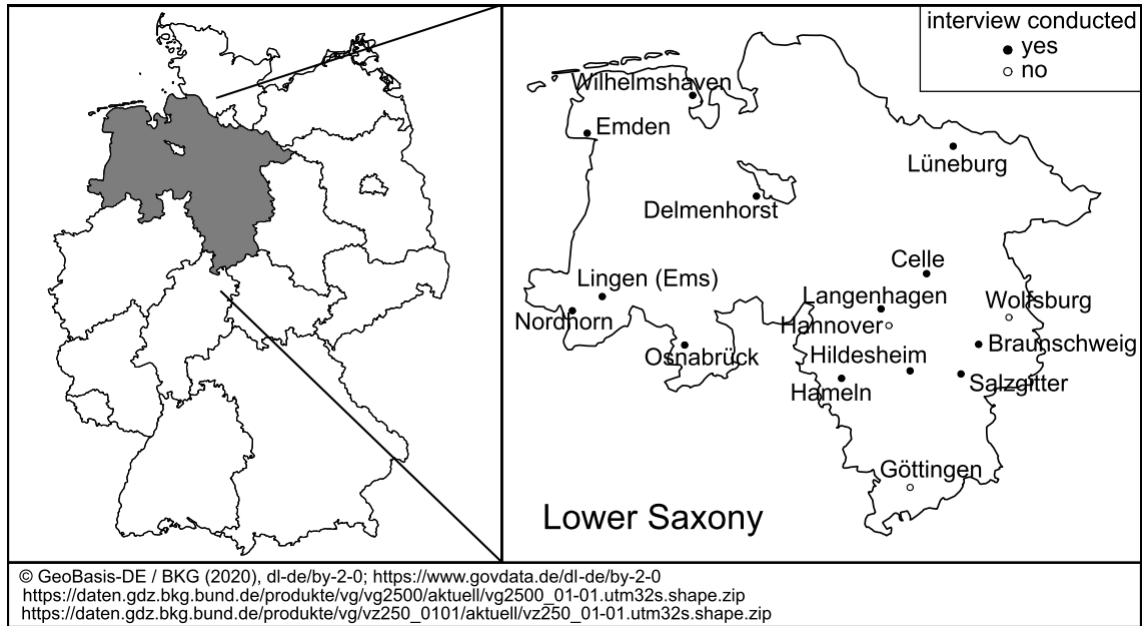 interview conducted
yes
no
Wilhelmshaven
Emden
Lüneburg
Delmenhorst
Celle
Lingen (Ems)
Langenhagen
Wolfsburg
Nordhorn
Hannover
Braunschweig
Osnabrück
Hildesheim
Salzgitter
Hameln
Göttingen
Lower Saxony
© GeoBasis-DE / BKG (2020), dl-de/by-2-0; https://www.govdata.de/dl-de/by-2-0
https://daten.gdz.bkg.bund.de/produkte/vg/vg2500/aktuell/vg2500_01-01.utm32s.shape.zip
https://daten.gdz.bkg.bund.de/produkte/vg/vz250_0101/aktuell/vz250_01-01.utm32s.shape.zip